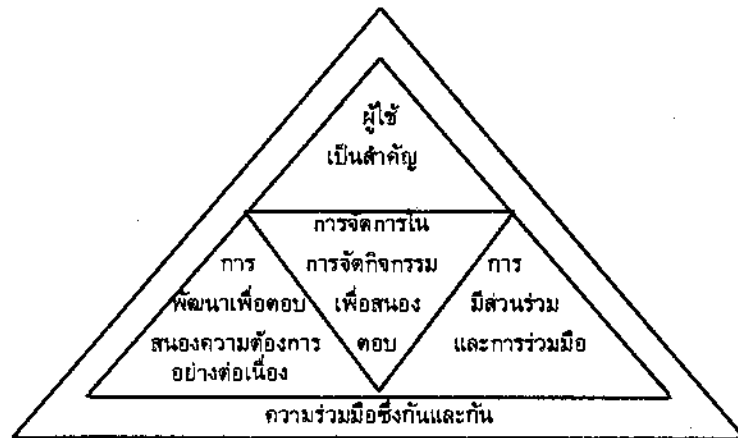 ผู้ใช้
เป็นสำคัญ
การจัดการใน
การจัดกิจกรรม
เพื่อสนอง
ตอบ
การ
พัฒนาเพื่อตอบ
สนองความต้องการ
อย่างต่อเนื่อง
การ
มีส่วนร่วม
และการร่วมมือ
ความร่วมมือซึ่งกันและกัน